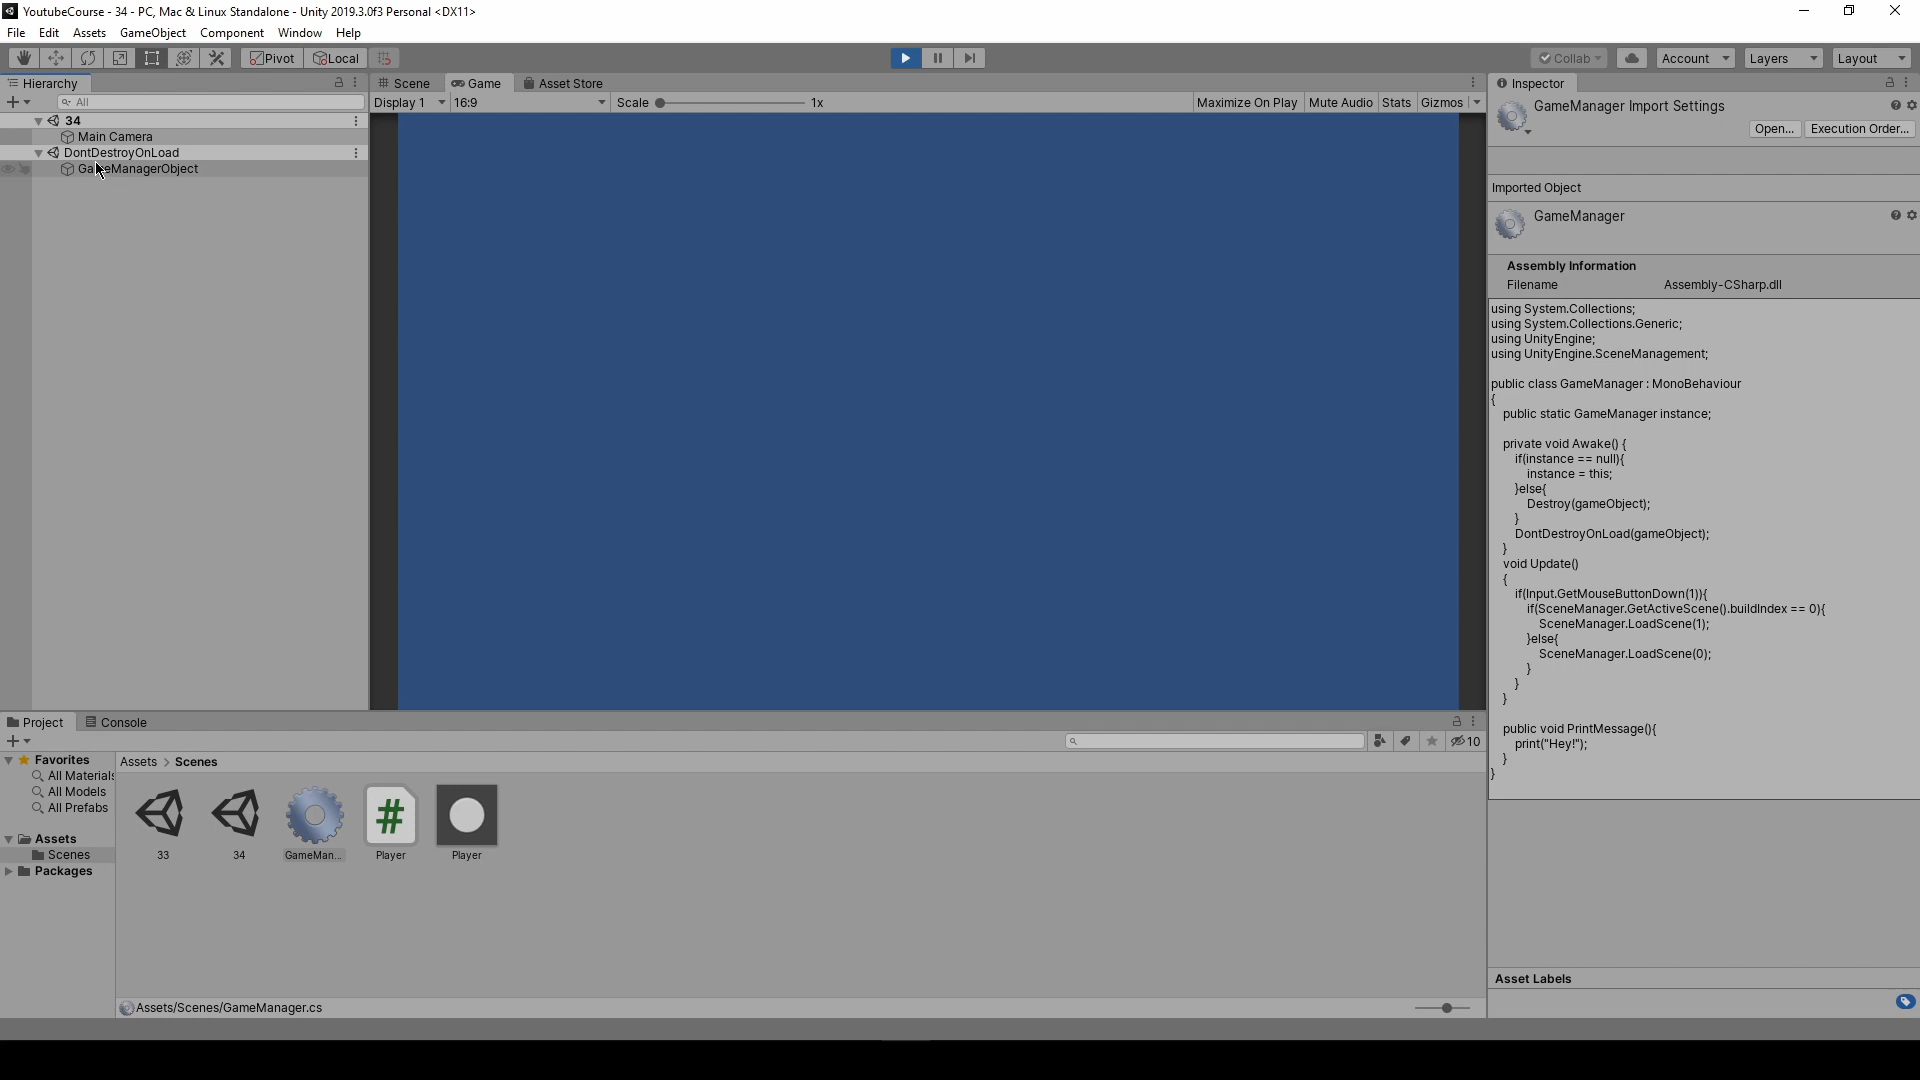 YoutubeCourse - 34 - PC, Mac & Linux Standalone - Unity 2019.3.0f3 Personal <DX11>
File Edit Assets GameObject Component Window Help
Pivot Local Collab Account Layers Layout
Hierarchy
All
34
Main Camera
DontDestroyOnLoad
GameManagerObject
Scene Game Asset Store
Display 1 16:9 Scale 1x Maximize On Play Mute Audio Stats Gizmos
Inspector
GameManager Import Settings
Open... Execution Order...
Imported Object
GameManager
Assembly Information
Filename Assembly-CSharp.dll
using System.Collections;
using System.Collections.Generic;
using UnityEngine;
using UnityEngine.SceneManagement;
public class GameManager : MonoBehaviour
{
public static GameManager instance;
private void Awake() {
if(instance == null){
instance = this;
}else{
Destroy(gameObject);
}
DontDestroyOnLoad(gameObject);
}
void Update()
{
if(Input.GetMouseButtonDown(1)){
if(SceneManager.GetActiveScene().buildIndex == 0){
SceneManager.LoadScene(1);
}else{
SceneManager.LoadScene(0);
}
}
}
public void PrintMessage(){
print("Hey!");
}
}
Asset Labels
Project Console
10
Favorites
All Materials
All Models
All Prefabs
Assets
Scenes
Packages
Assets > Scenes
33 34 GameMan... # Player Player
Assets/Scenes/GameManager.cs